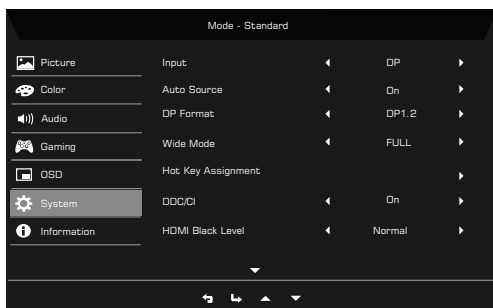 Mode - Standard
Picture
Input DP
Color
Auto Source On
Audio
DP Format DP1.2
Gaming
Wide Mode FULL
OSD
Hot Key Assignment
System
DDC/CI On
Information
HDMI Black Level Normal